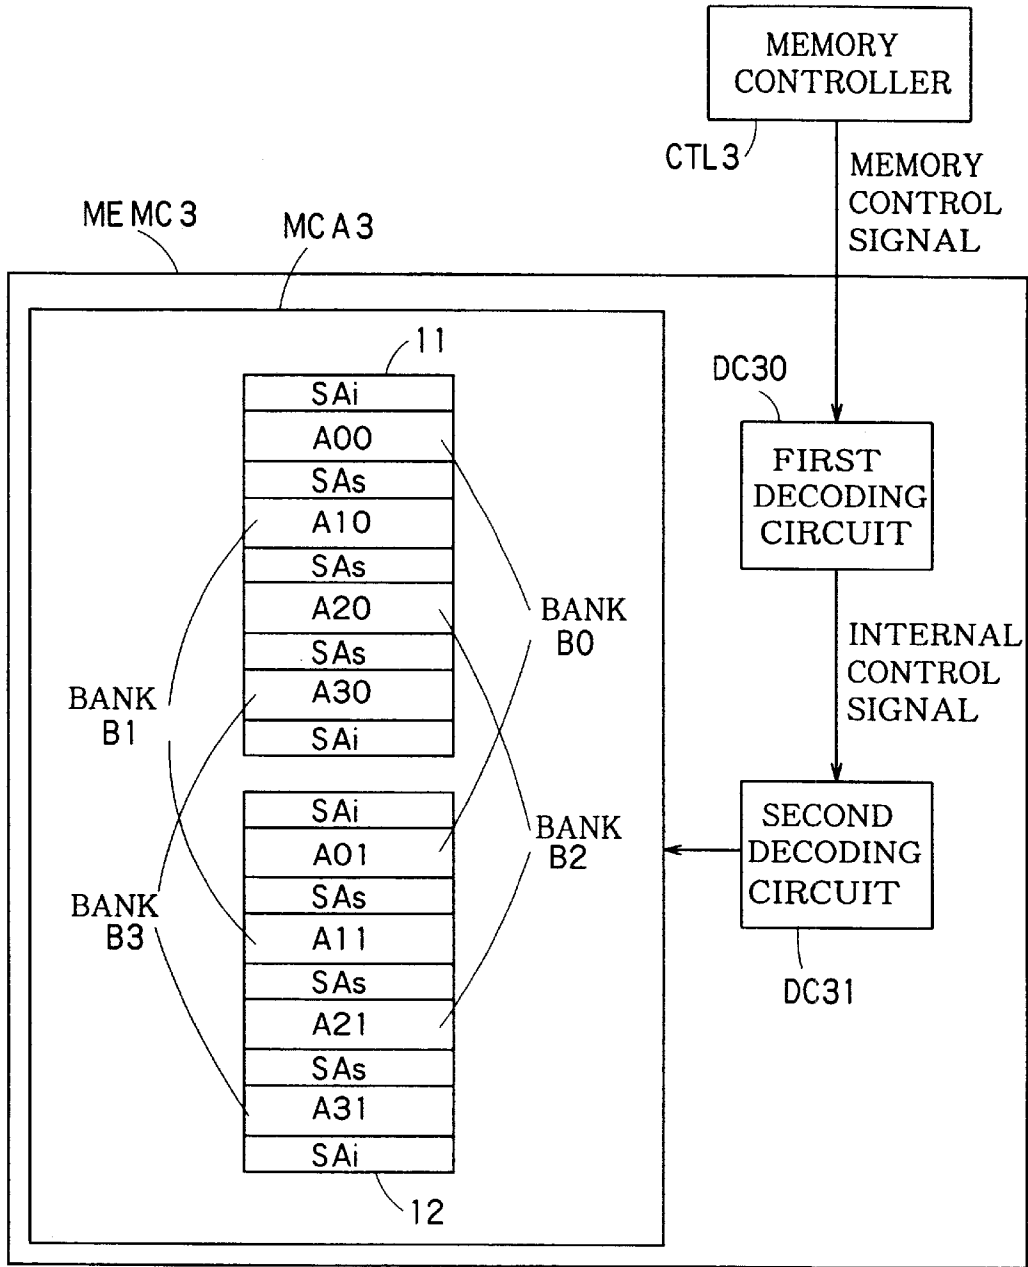 MEMORY
CONTROLLER
CTL3
MEMORY
CONTROL
SIGNAL
MEMC3
MCA3
11
DC30
SAi
A00
SAs
A10
SAs
A20
SAs
A30
SAi
FIRST
DECODING
CIRCUIT
BANK
B0
BANK
B1
INTERNAL
CONTROL
SIGNAL
SAi
A01
SAs
A11
SAs
A21
SAs
A31
SAi
BANK
B2
BANK
B3
SECOND
DECODING
CIRCUIT
DC31
12